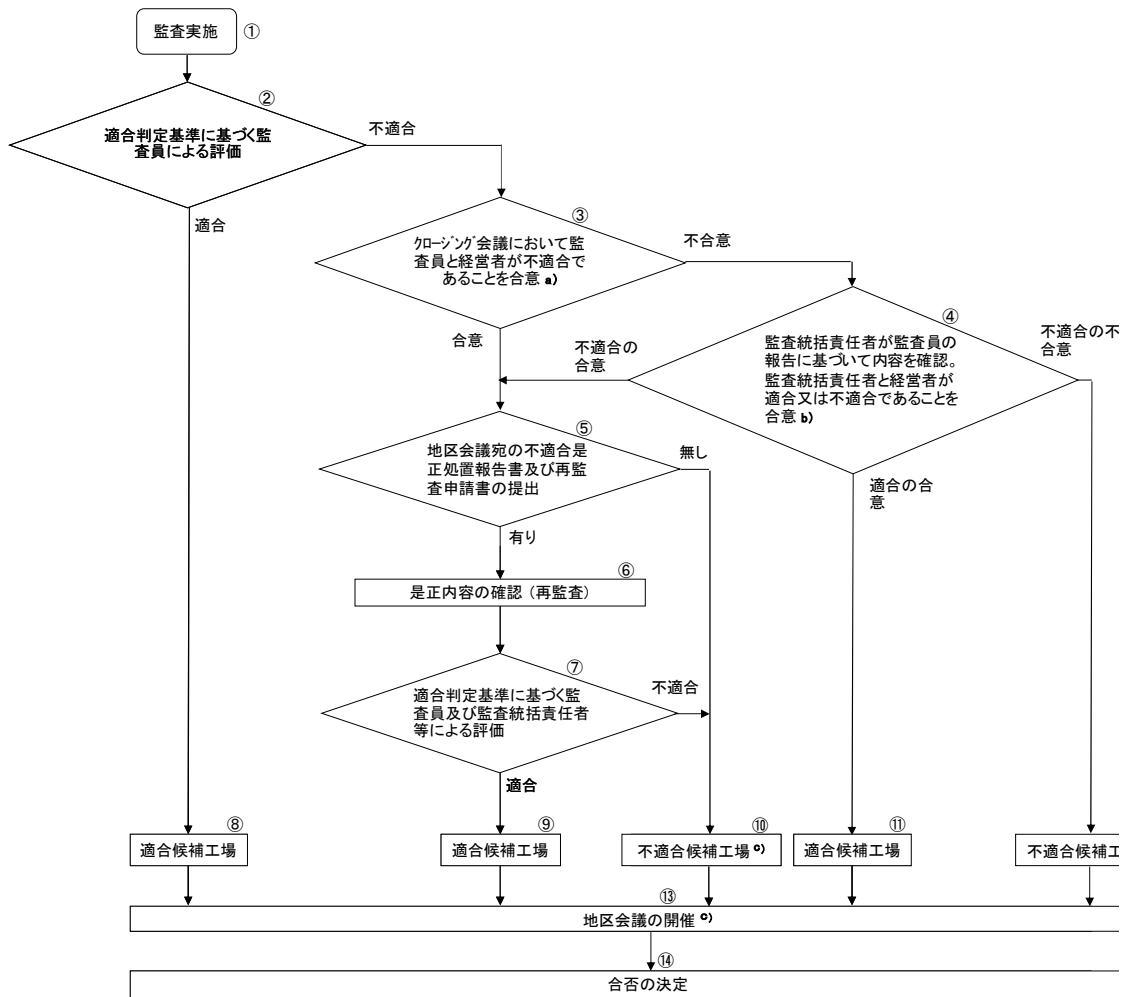 監査実施
①
②
適合判定基準に基づく監
査員による評価
不適合
適合
③
クロージング会議において監
査員と経営者が不適合で
あることを合意 a)
不合意
合意
④
監査統括責任者が監査員の
報告に基づいて内容を確認。
監査統括責任者と経営者が
適合又は不適合であることを
合意 b)
不適合の
合意
不適合の不
合意
適合の合
意
⑤
地区会議宛の不適合是
正処置報告書及び再監
査申請書の提出
無し
有り
⑥
是正内容の確認（再監査）
⑦
適合判定基準に基づく監
査員及び監査統括責任者
等による評価
不適合
適合
⑧
適合候補工場
⑨
適合候補工場
⑩
不適合候補工場 c)
⑪
適合候補工場
不適合候補工
⑬
地区会議の開催 c)
⑭
合否の決定